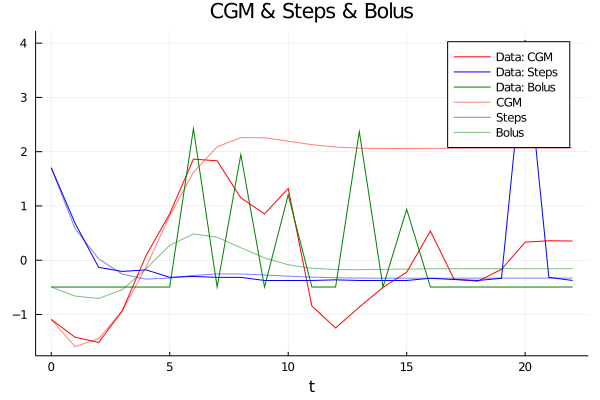 CGM & Steps & Bolus
Data: CGM
Data: Steps
Data: Bolus
CGM
Steps
Bolus
4
3
2
1
0
−1
0 5 10 15 20
t